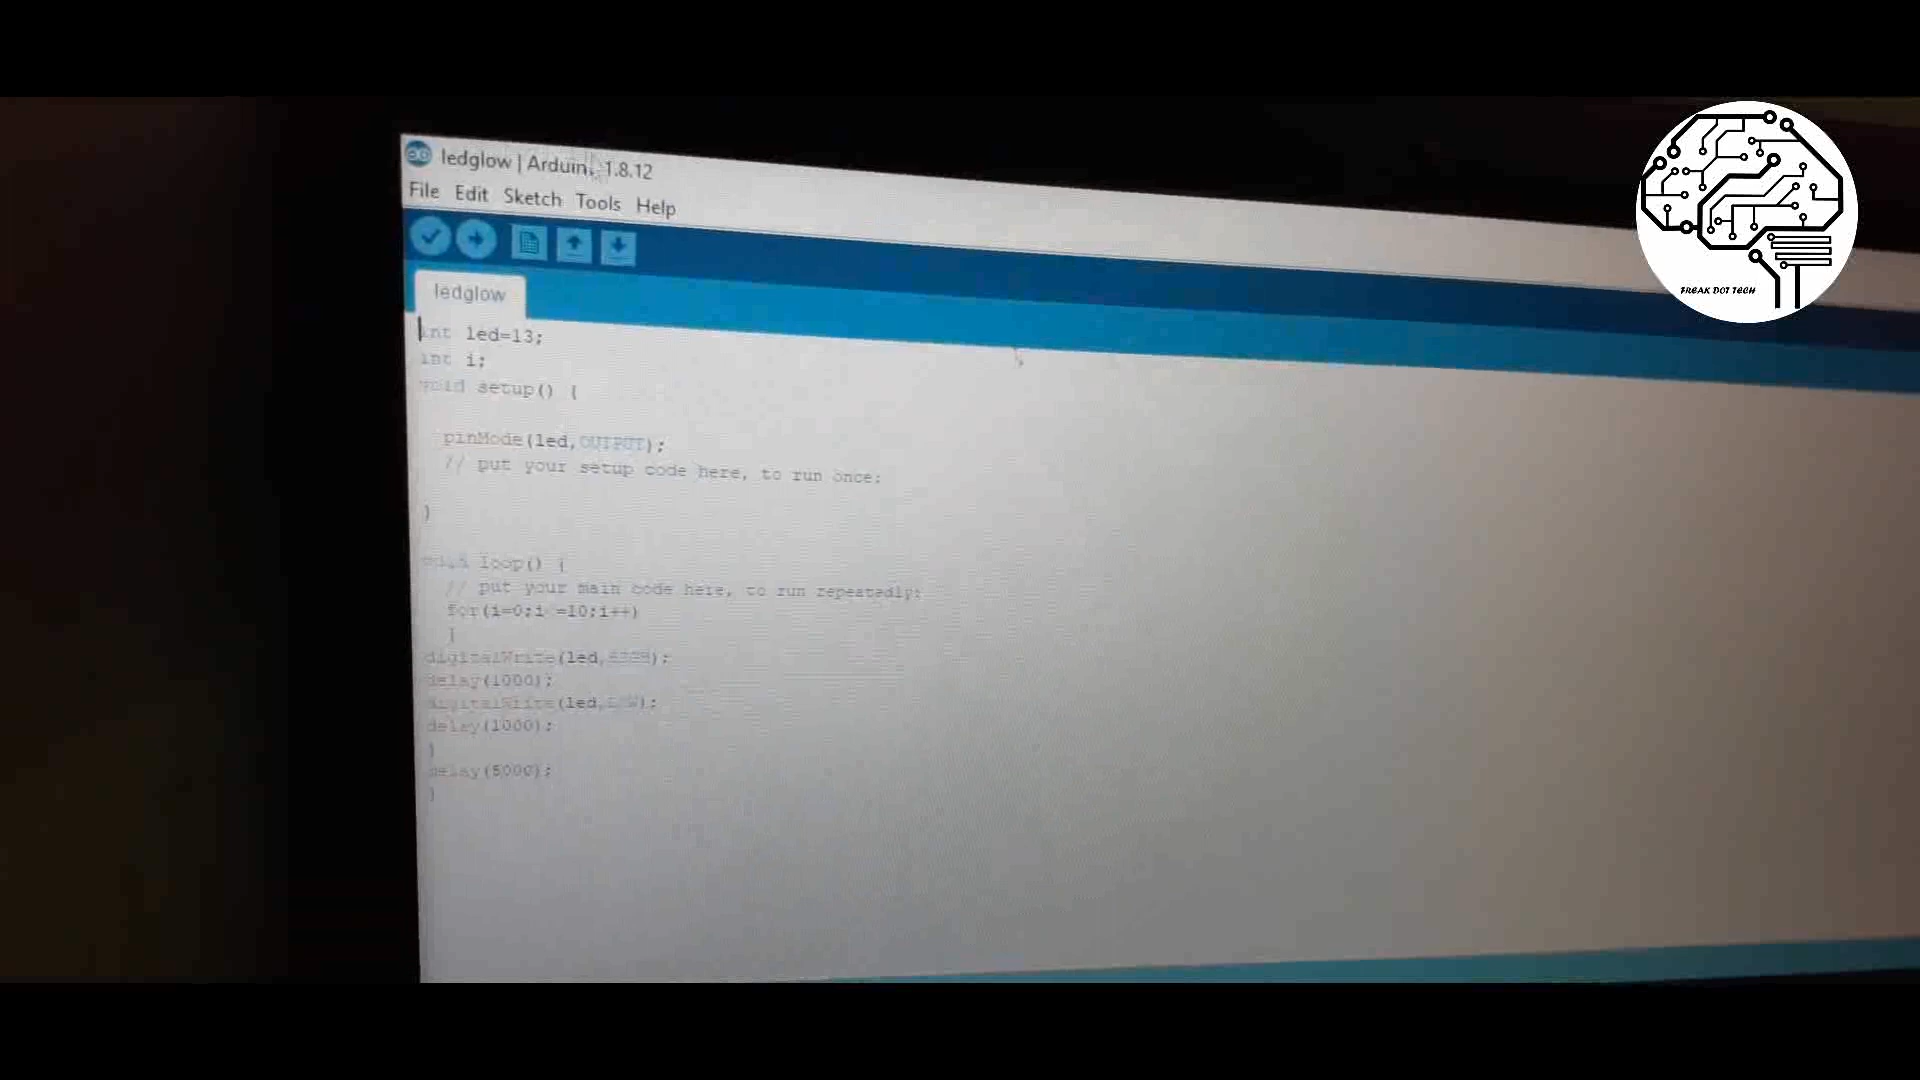 ledglow | Arduino 1.8.12
File Edit Sketch Tools Help
ledglow
int led=13;
int i;
void setup() {
pinMode(led,OUTPUT);
// put your setup code here, to run once:
}
void loop() {
// put your main code here, to run repeatedly:
for(i=0;i =10;i++)
{
digitalWrite(led,HIGH);
delay(1000);
digitalWrite(led,LOW);
delay(1000);
}
delay(5000);
}
FREAK DOT TECH